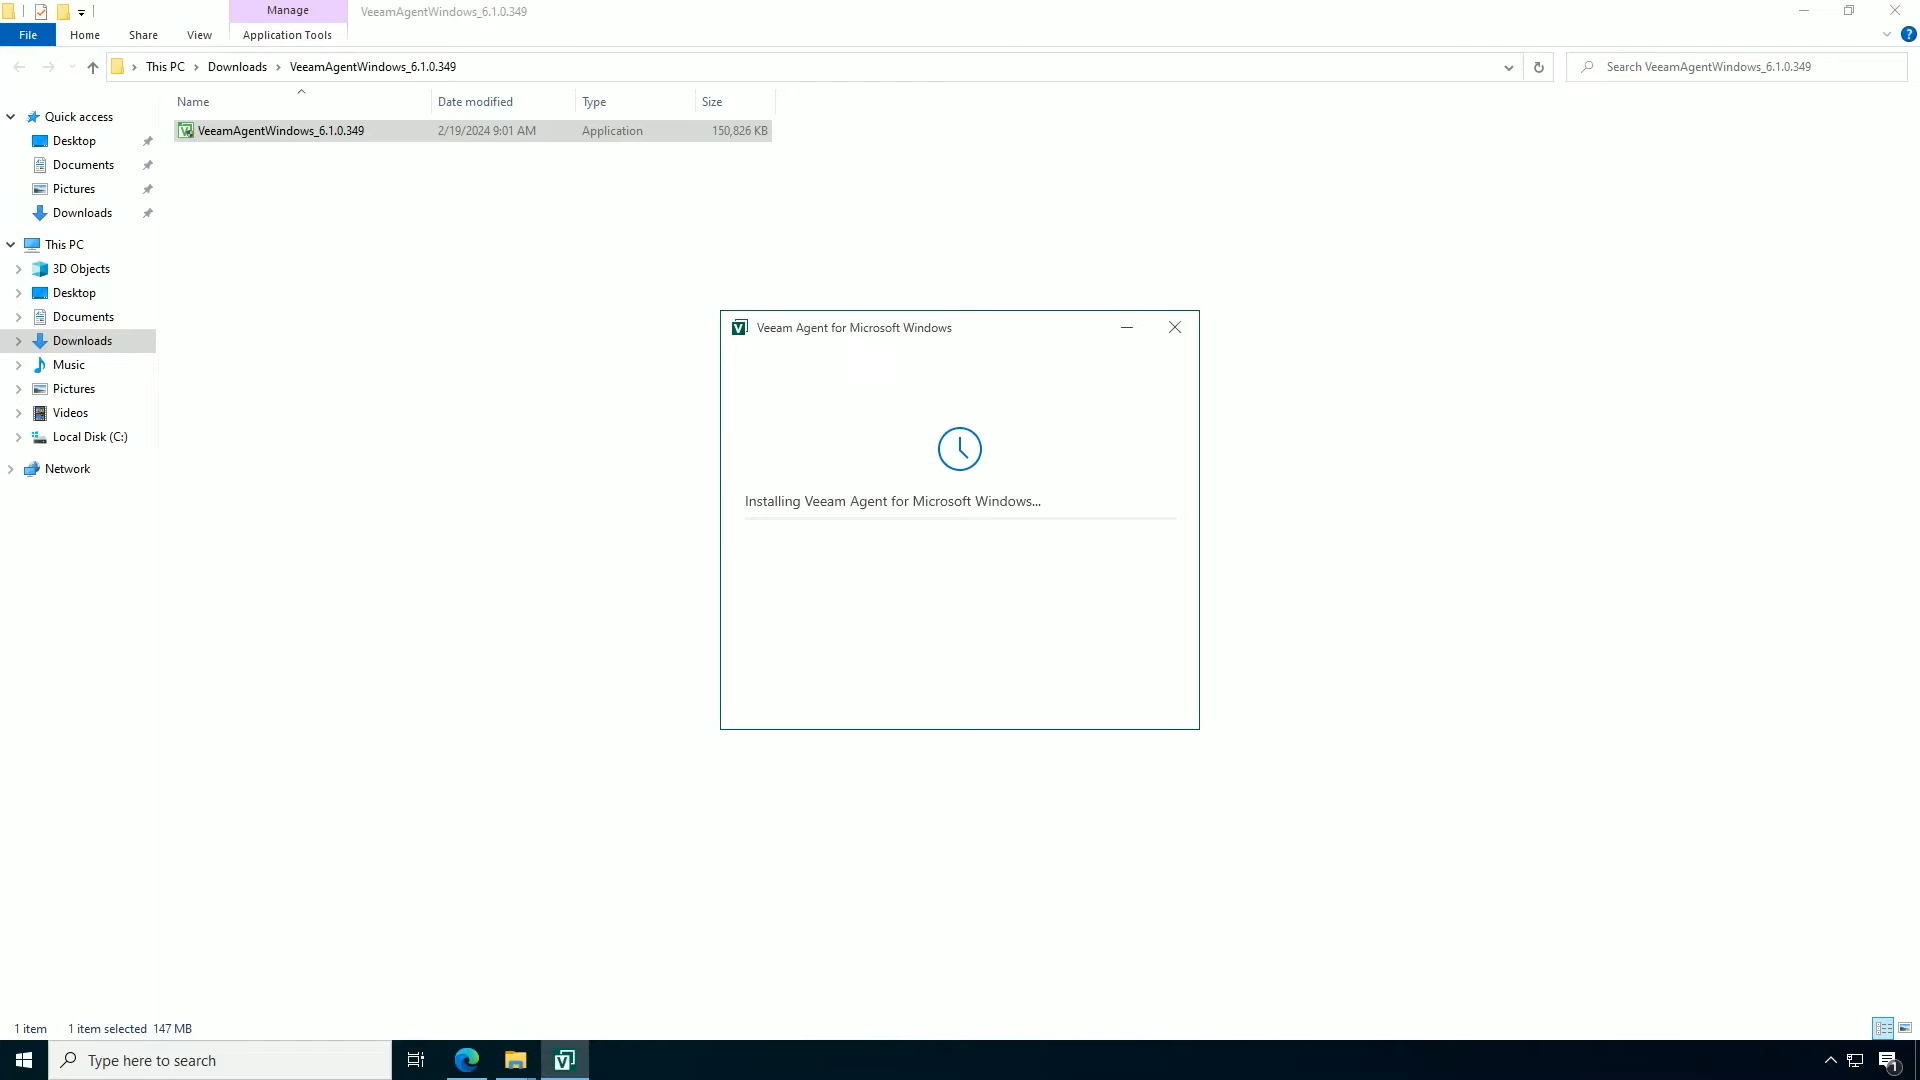 Manage
VeeamAgentWindows_6.1.0.349
File
Home
Share
View
Application Tools
This PC
Downloads
VeeamAgentWindows_6.1.0.349
Search VeeamAgentWindows_6.1.0.349
Name
Date modified
Type
Size
VeeamAgentWindows_6.1.0.349
2/19/2024 9:01 AM
Application
150,826 KB
Quick access
Desktop
Documents
Pictures
Downloads
This PC
3D Objects
Desktop
Documents
Downloads
Music
Pictures
Videos
Local Disk (C:)
Network
Veeam Agent for Microsoft Windows
Installing Veeam Agent for Microsoft Windows...
1 item
1 item selected 147 MB
Type here to search
1